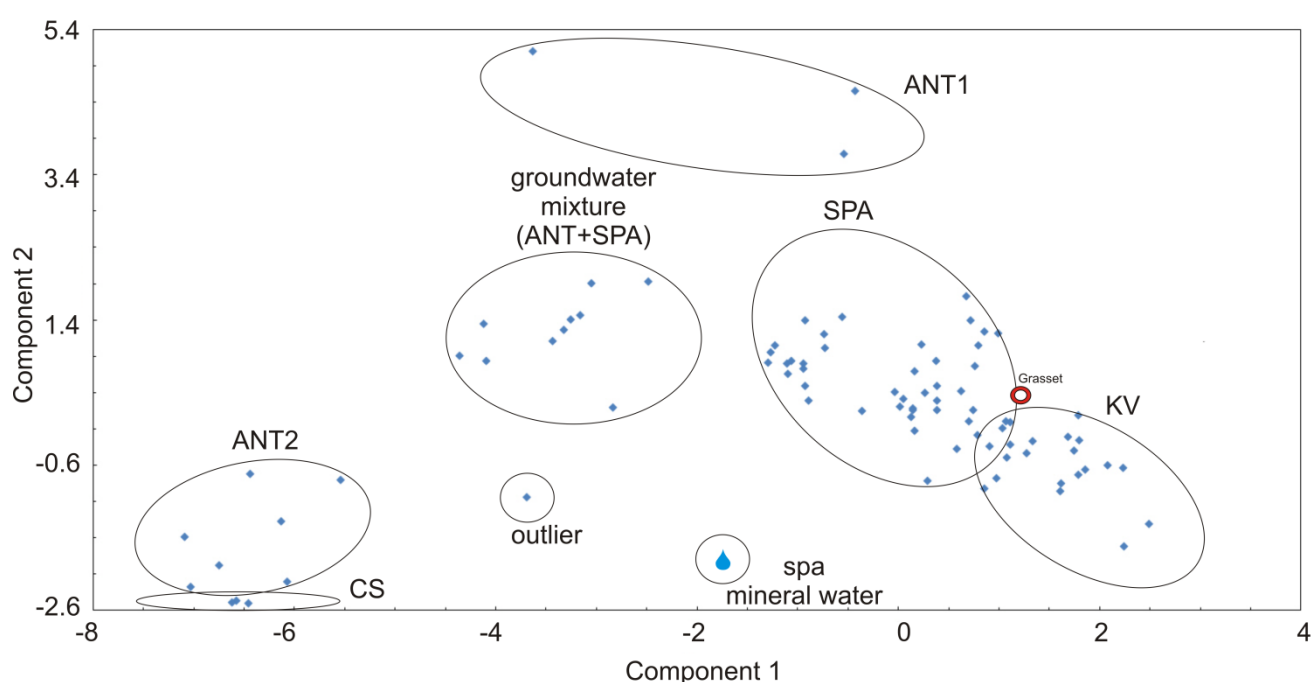 5.4
ANT1
3.4
groundwater
mixture
(ANT+SPA)
SPA
Component 2
1.4
Grasset
KV
ANT2
-0.6
outlier
spa
mineral water
CS
-2.6
-8
-6
-4
-2
0
2
4
Component 1